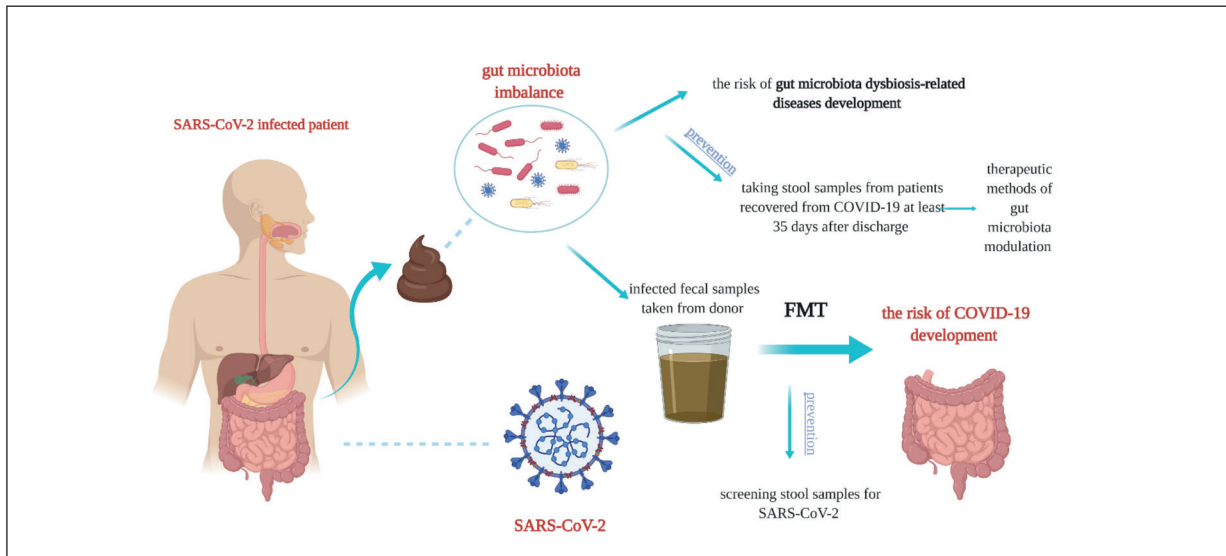 gut microbiota
imbalance
SARS-CoV-2 infected patient
the risk of gut microbiota dysbiosis-related
diseases development
prevention
taking stool samples from patients
recovered from COVID-19 at least
35 days after discharge
therapeutic
methods of
gut
microbiota
modulation
infected fecal samples
taken from donor
FMT
the risk of COVID-19
development
prevention
screening stool samples for
SARS-CoV-2
SARS-CoV-2